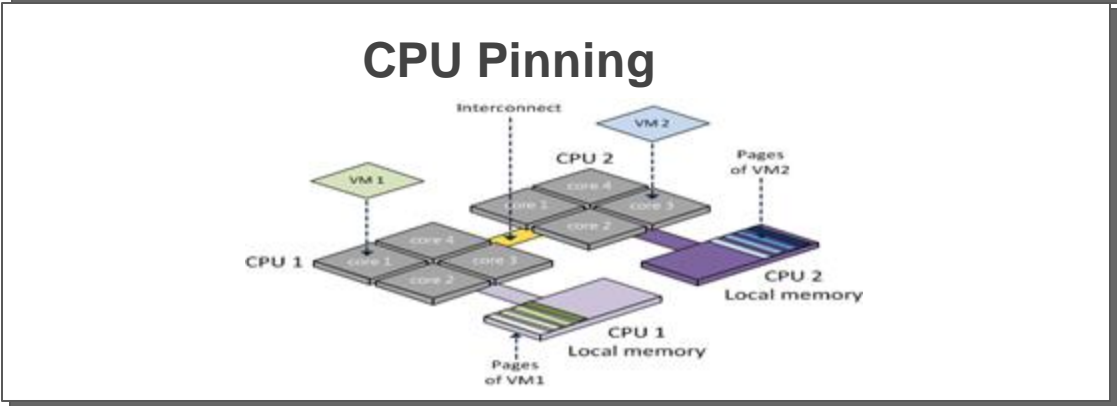 CPU Pinning
Interconnect
VM 2
CPU 2
Pages
of VM2
VM 1
core 4
core 1
core 3
core 2
core 4
CPU 1
core 1
core 3
core 2
CPU 2
Local memory
CPU 1
Local memory
Pages
of VM1